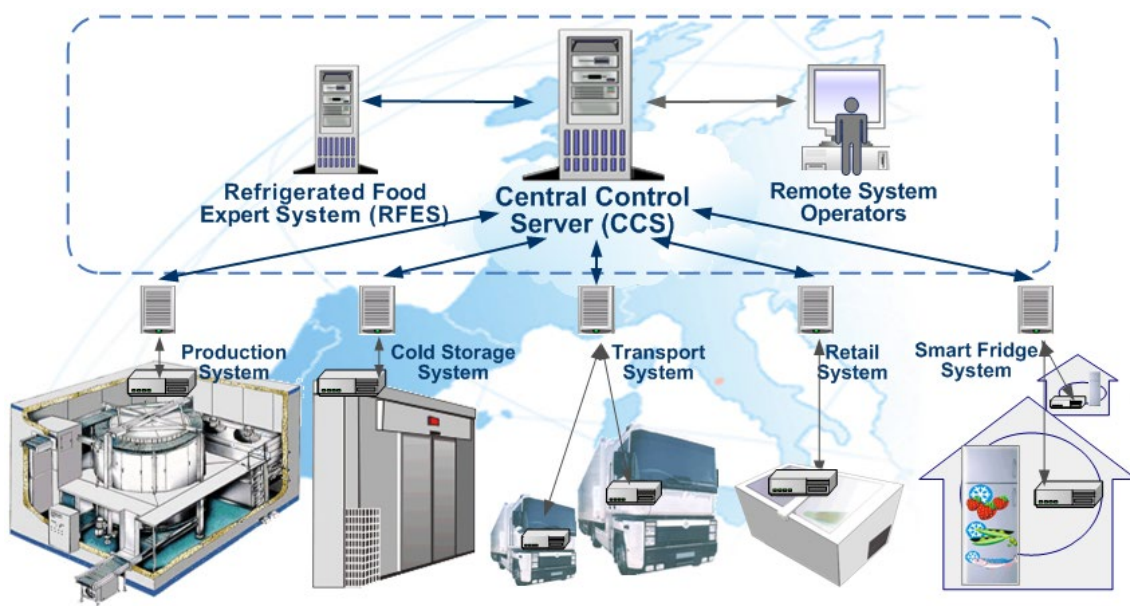 Refrigerated Food
Expert System (RFES)
Central Control
Server (CCS)
Remote System
Operators
Production
System
Cold Storage
System
Transport
System
Retail
System
Smart Fridge
System